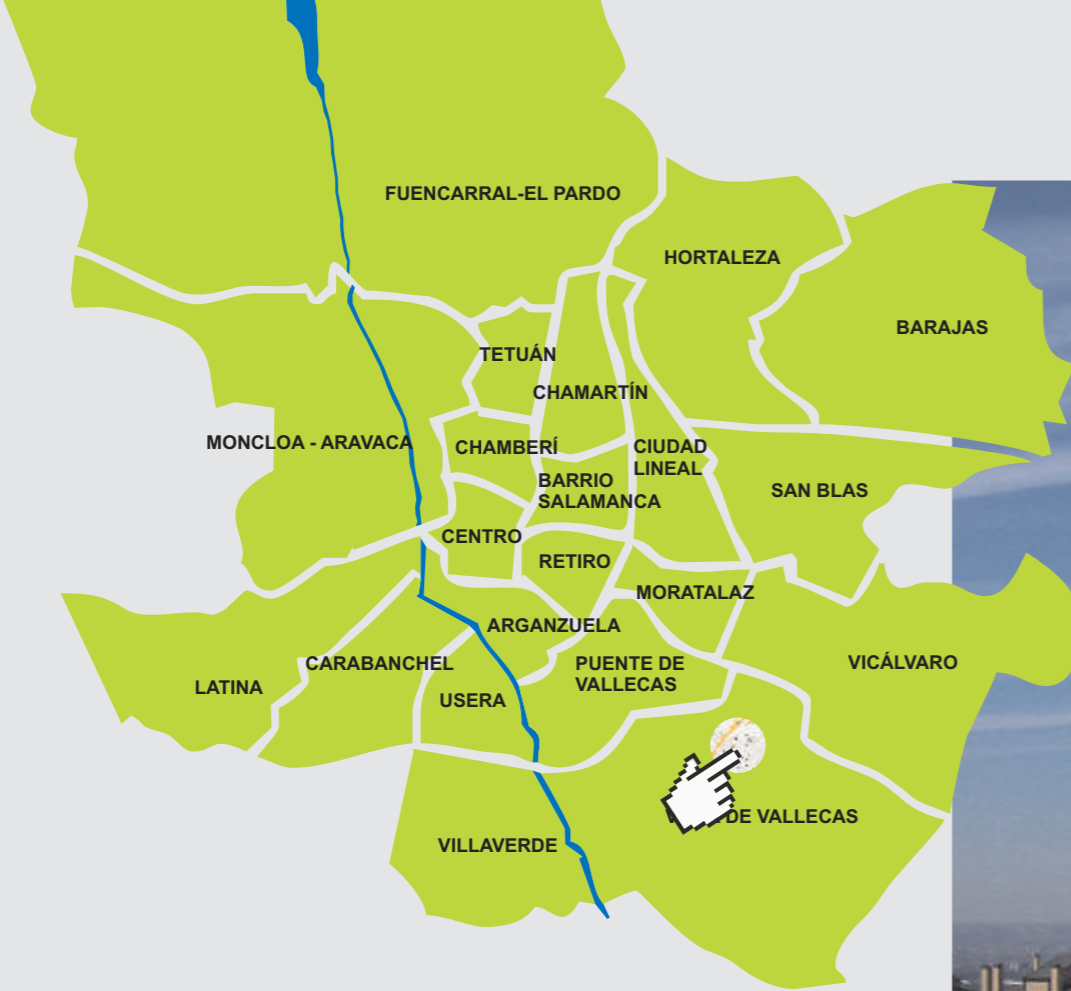 FUENCARRAL-EL PARDO
HORTALEZA
BARAJAS
TETUÁN
CHAMARTÍN
MONCLOA - ARAVACA
CHAMBERÍ
CIUDAD
LINEAL
BARRIO
SALAMANCA
SAN BLAS
CENTRO
RETIRO
MORATALAZ
ARGANZUELA
CARABANCHEL
PUENTE DE
VALLECAS
VICÁLVARO
LATINA
USERA
DE VALLECAS
VILLAVERDE